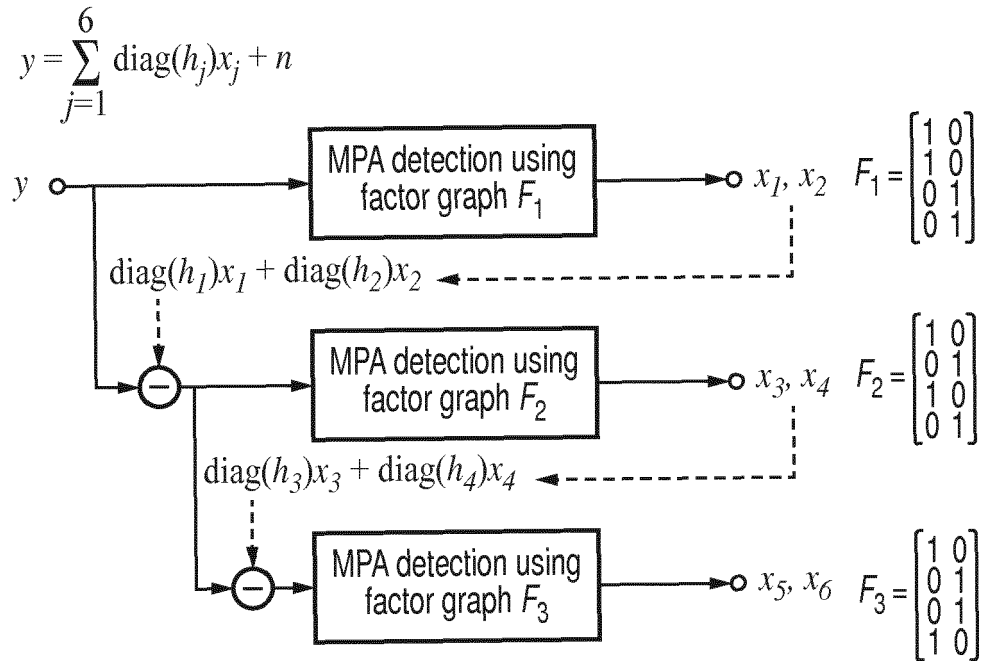 6
y = ∑ diag(h_j)x_j + n
j=1
y
MPA detection using
factor graph F_1
x_1, x_2
F_1 = [1 0
1 0
0 1
0 1]
diag(h_1)x_1 + diag(h_2)x_2
−
MPA detection using
factor graph F_2
x_3, x_4
F_2 = [1 0
0 1
1 0
0 1]
diag(h_3)x_3 + diag(h_4)x_4
−
MPA detection using
factor graph F_3
x_5, x_6
F_3 = [1 0
0 1
0 1
1 0]